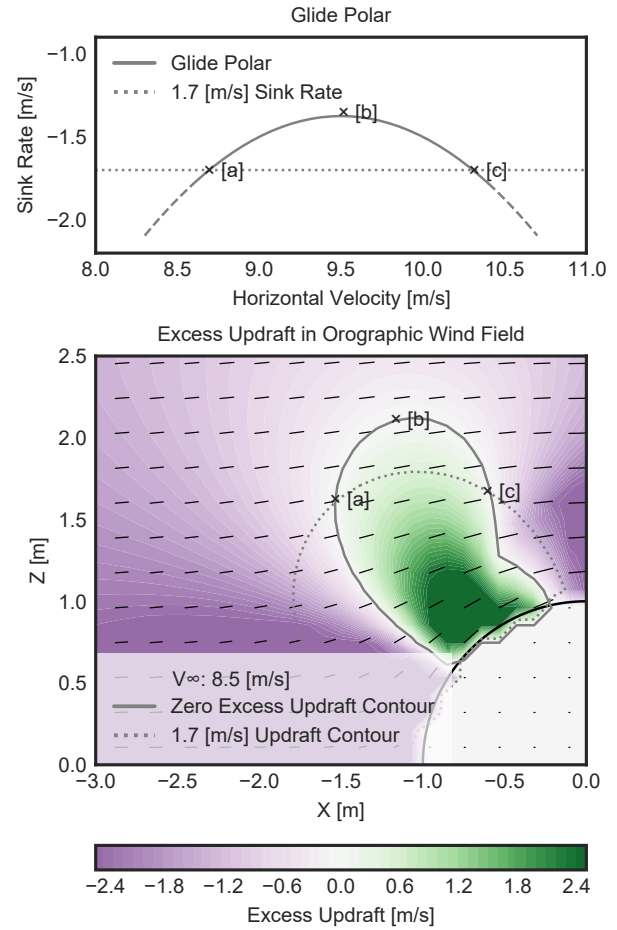 Glide Polar
−1.0
−1.5
−2.0
Sink Rate [m/s]
Glide Polar
1.7 [m/s] Sink Rate
[a]
[b]
[c]
8.0 8.5 9.0 9.5 10.0 10.5 11.0
Horizontal Velocity [m/s]
Excess Updraft in Orographic Wind Field
2.5
2.0
1.5
1.0
0.5
0.0
Z [m]
[b]
[a]
[c]
V∞: 8.5 [m/s]
Zero Excess Updraft Contour
1.7 [m/s] Updraft Contour
−3.0 −2.5 −2.0 −1.5 −1.0 −0.5 0.0
X [m]
−2.4 −1.8 −1.2 −0.6 0.0 0.6 1.2 1.8 2.4
Excess Updraft [m/s]